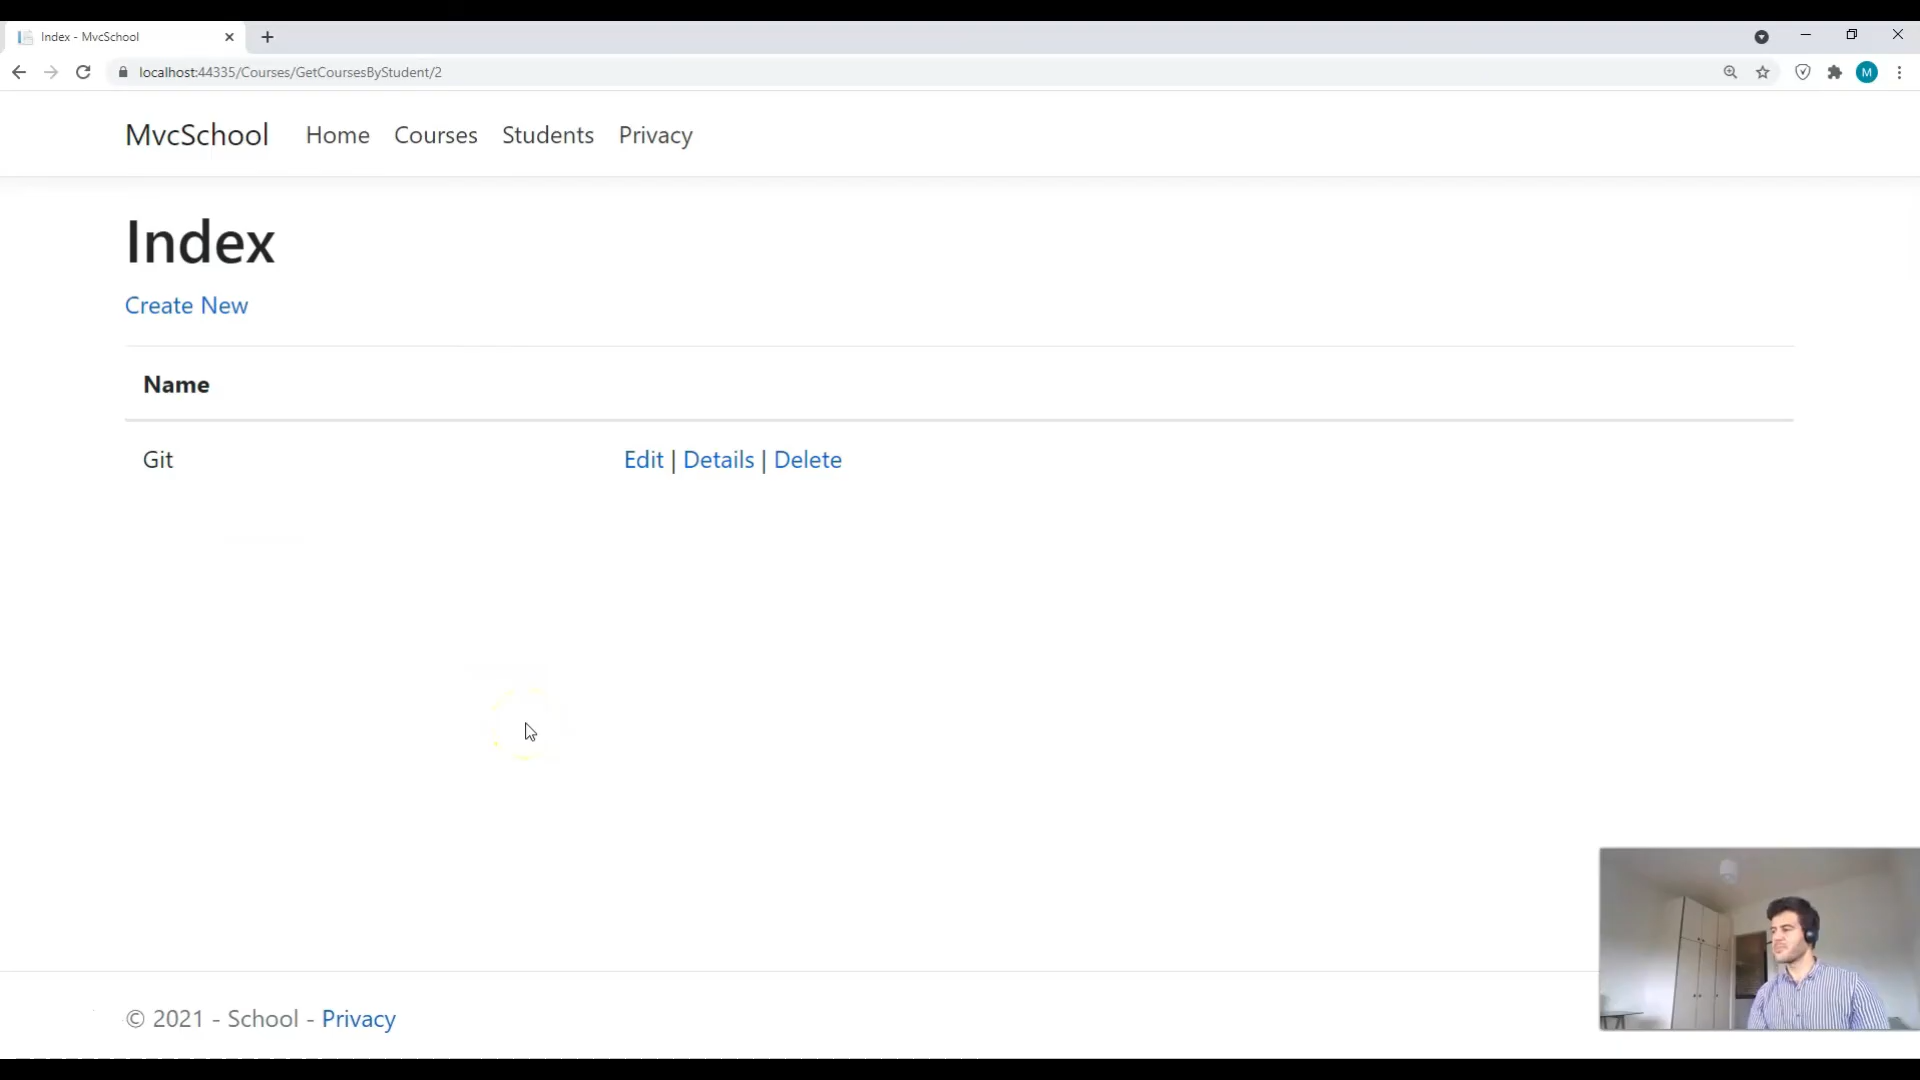 Index - MvcSchool
localhost:44335/Courses/GetCoursesByStudent/2
M
MvcSchool Home Courses Students Privacy
Index
Create New
Name
Git Edit | Details | Delete
© 2021 - School - Privacy